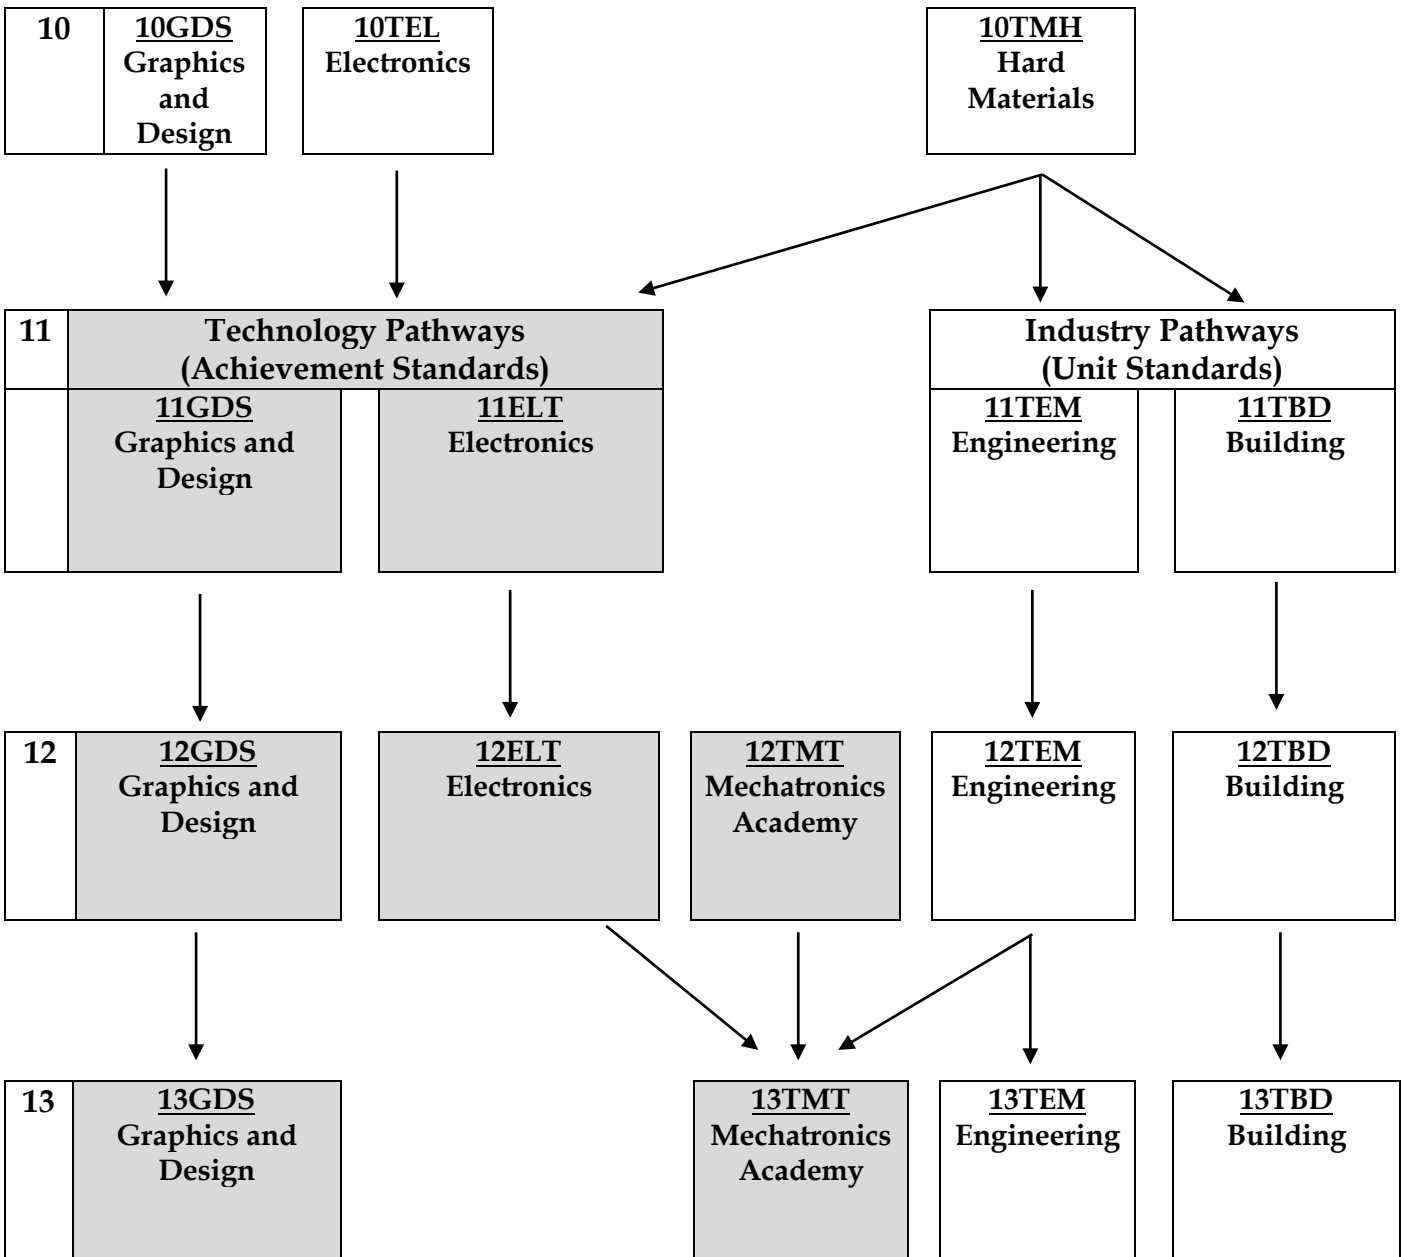 10
10GDS
Graphics
and
Design
10TEL
Electronics
10TMH
Hard
Materials
11
Technology Pathways
(Achievement Standards)
Industry Pathways
(Unit Standards)
11GDS
Graphics and
Design
11ELT
Electronics
11TEM
Engineering
11TBD
Building
12
12GDS
Graphics and
Design
12ELT
Electronics
12TMT
Mechatronics
Academy
12TEM
Engineering
12TBD
Building
13
13GDS
Graphics and
Design
13TMT
Mechatronics
Academy
13TEM
Engineering
13TBD
Building